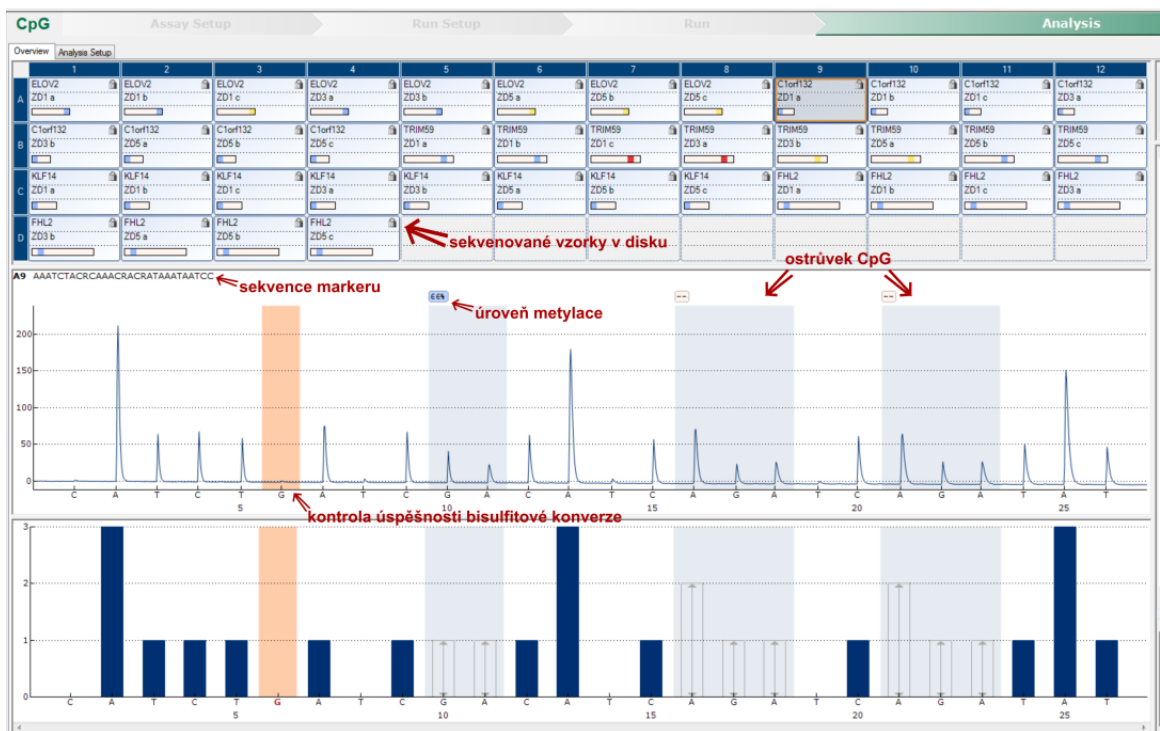 CpG Assay Setup Run Setup Run Analysis
Overview Analysis Setup
1 2 3 4 5 6 7 8 9 10 11 12
A ELOV2 ELOV2 ELOV2 ELOV2 ELOV2 ELOV2 ELOV2 ELOV2 C1orf132 C1orf132 C1orf132 C1orf132
ZD1 a ZD1 b ZD1 c ZD3 a ZD3 b ZD5 a ZD5 b ZD5 c ZD1 a ZD1 b ZD1 c ZD3 a
B C1orf132 C1orf132 C1orf132 C1orf132 TRIM59 TRIM59 TRIM59 TRIM59 TRIM59 TRIM59 TRIM59 TRIM59
ZD3 b ZD5 a ZD5 b ZD5 c ZD1 a ZD1 b ZD1 c ZD3 a ZD3 b ZD5 a ZD5 b ZD5 c
C KLF14 KLF14 KLF14 KLF14 KLF14 KLF14 KLF14 KLF14 FHL2 FHL2 FHL2 FHL2
ZD1 a ZD1 b ZD1 c ZD3 a ZD3 b ZD5 a ZD5 b ZD5 c ZD1 a ZD1 b ZD1 c ZD3 a
D FHL2 FHL2 FHL2 FHL2
ZD3 b ZD5 a ZD5 b ZD5 c
sekvenované vzorky v disku
A9 AAATCTACRCAAACRACRATAAATAATCC
sekvence markeru
ostrůvek CpG
66% -- --
úroveň metylace
200
150
100
50
0
C A T C T G A T C G A C A T C A G A T C A G A T A T
5 10 15 20 25
kontrola úspěšnosti bisulfitové konverze
3
2
1
0
C A T C T G A T C G A C A T C A G A T C A G A T A T
5 10 15 20 25